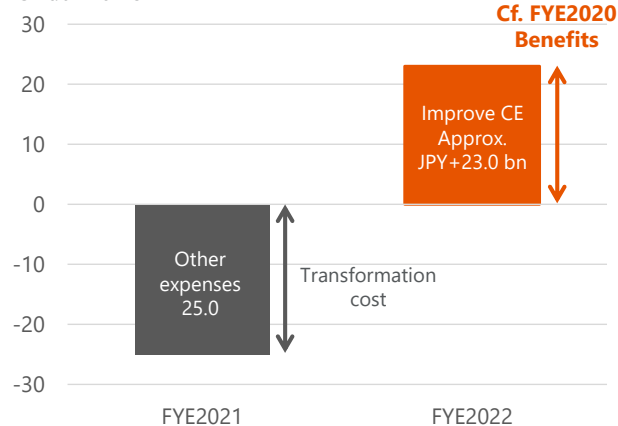 Cf. FYE2020
Benefits
30
20
10
0
-10
-20
-30
Improve CE
Approx.
JPY+23.0 bn
Other
expenses
25.0
Transformation
cost
FYE2021
FYE2022